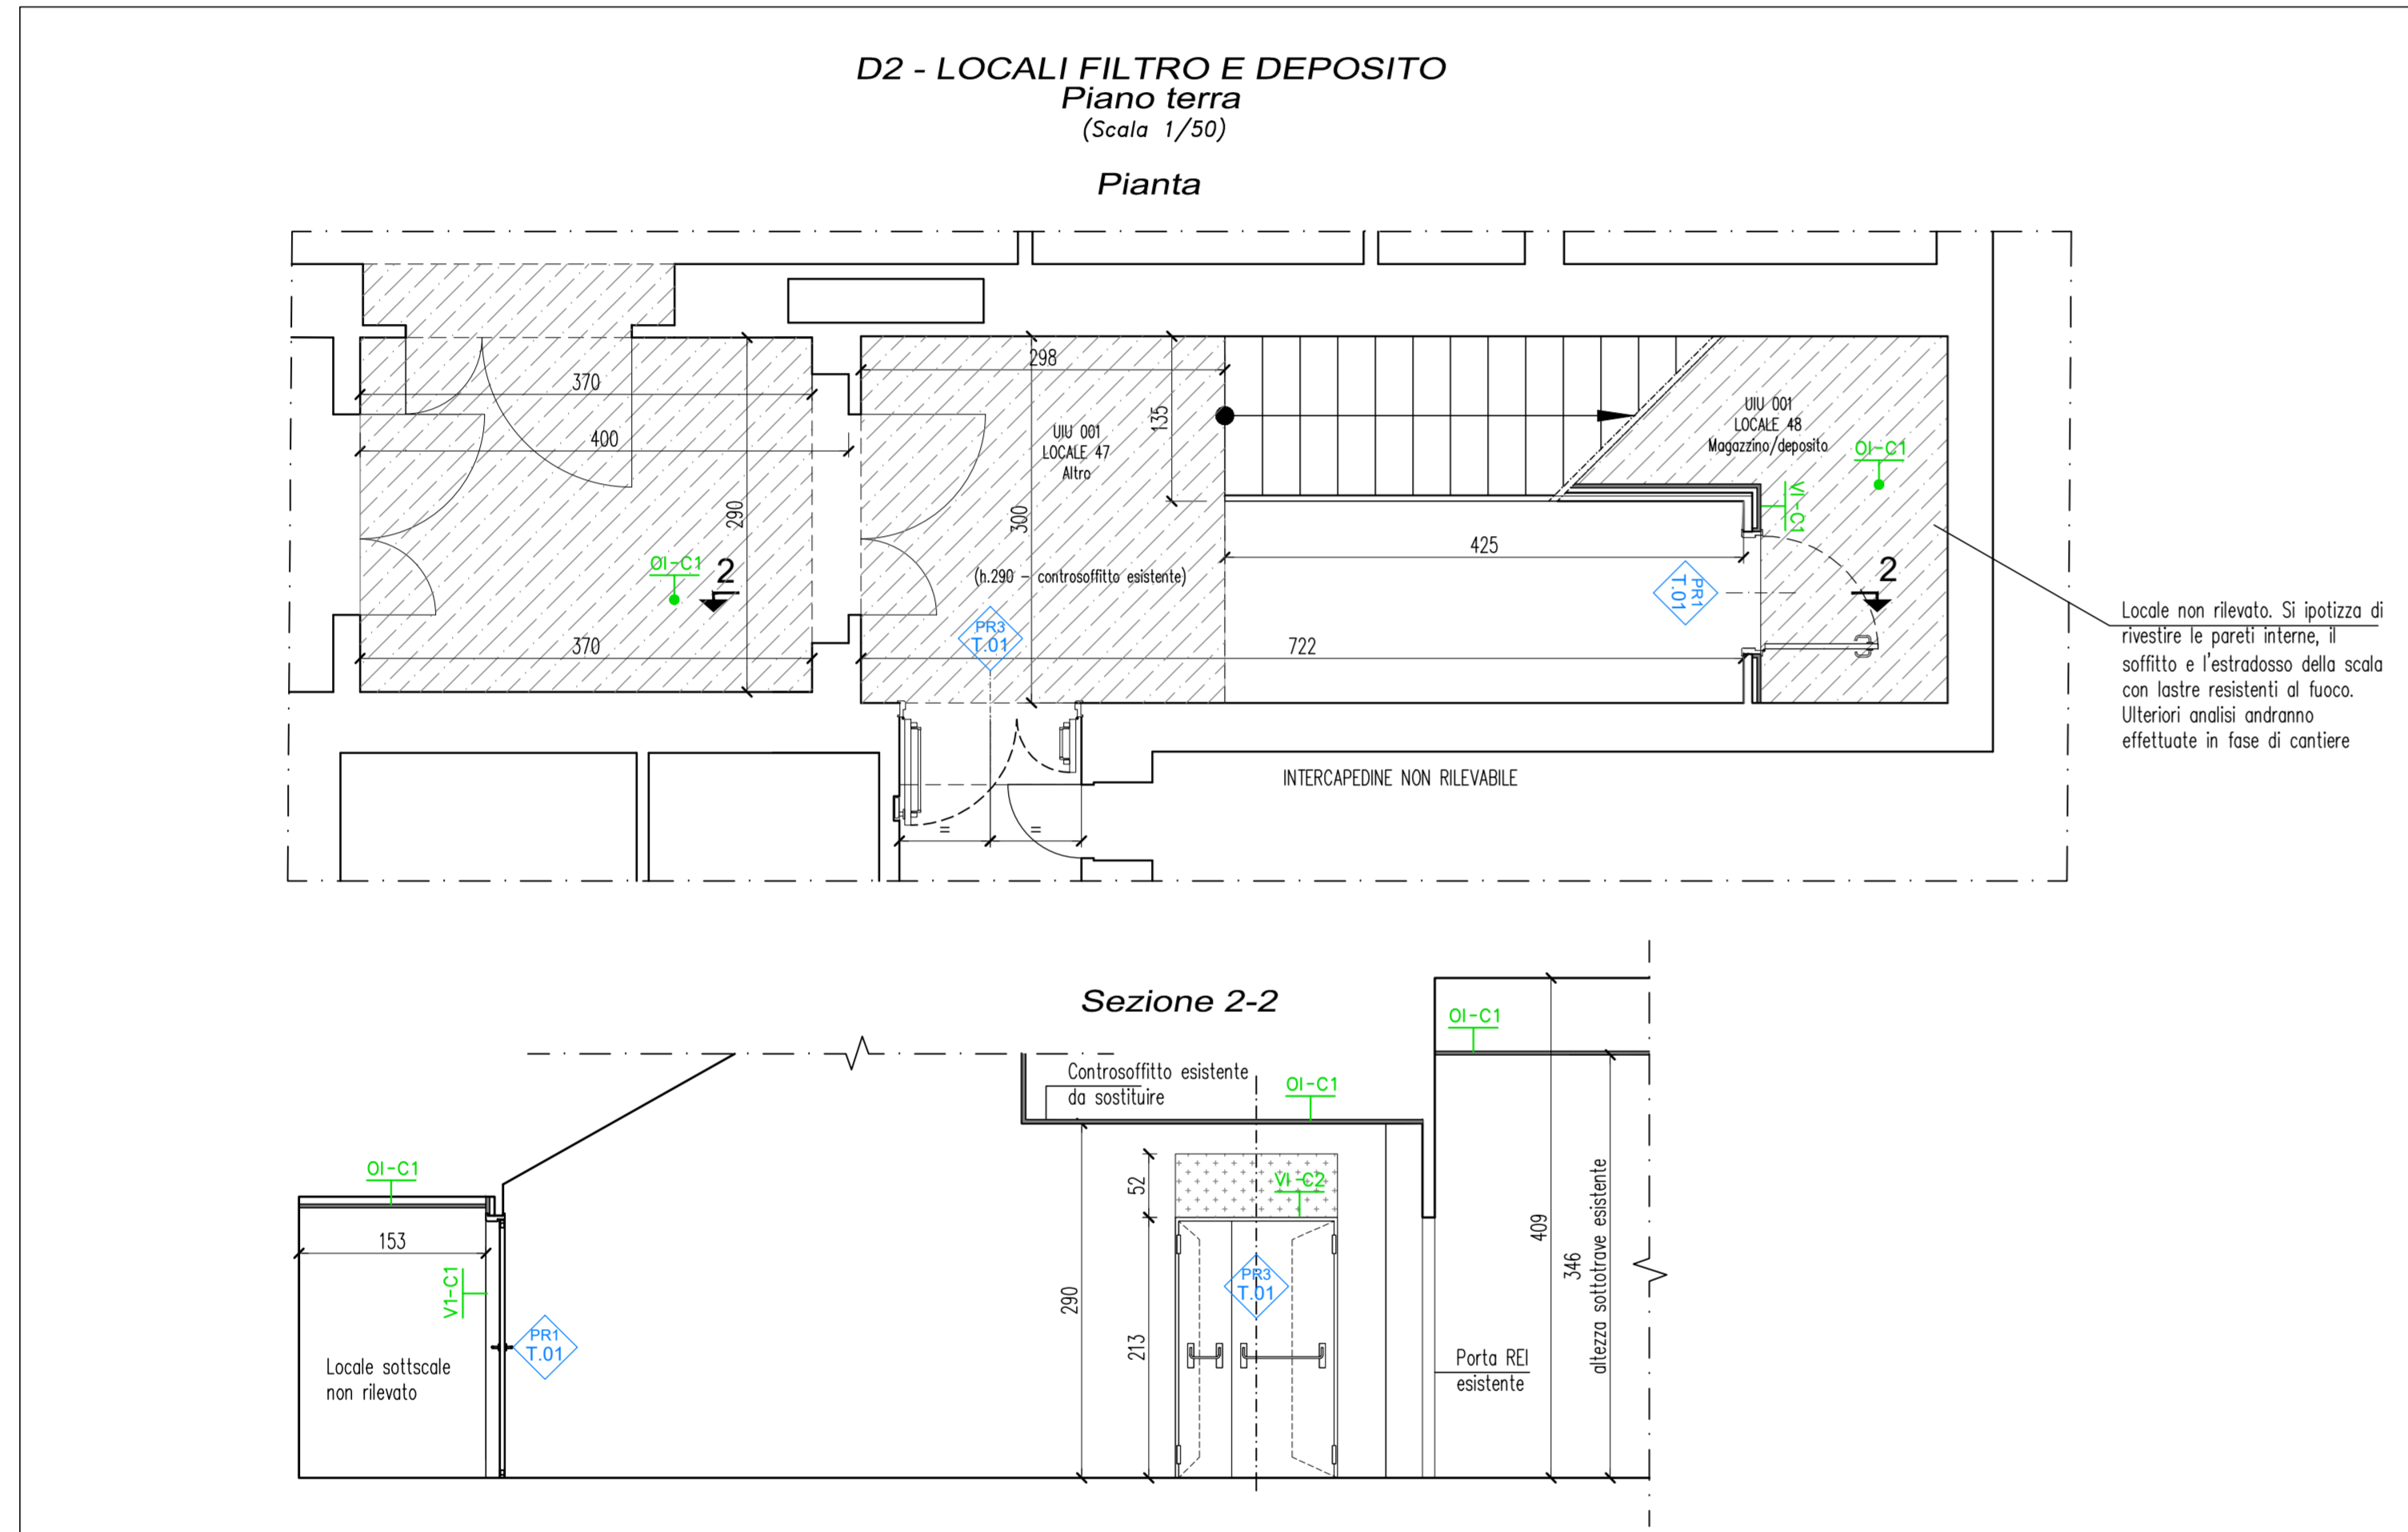 D2 - LOCALI FILTRO E DEPOSITO
Piano terra
(Scala 1/50)
Pianta
298
370
135
400
UIU 001
LOCALE 47
Altro
UIU 001
LOCALE 48
Magazzino/deposito
OI-C1
VI-C1
290
300
425
OI-C1
2
(h.290 - controsoffitto esistente)
PR1
T.01
2
PR3
T.01
370
722
Locale non rilevato. Si ipotizza di
rivestire le pareti interne, il
soffitto e l'estradosso della scala
con lastre resistenti al fuoco.
Ulteriori analisi andranno
effettuate in fase di cantiere
INTERCAPEDINE NON RILEVABILE
=
=
Sezione 2-2
OI-C1
Controsoffitto esistente
da sostituire
OI-C1
OI-C1
52
VI-C2
153
409
346
altezza sottotrave esistente
V1-C1
290
PR3
T.01
213
PR1
T.01
Porta REI
esistente
Locale sottscale
non rilevato